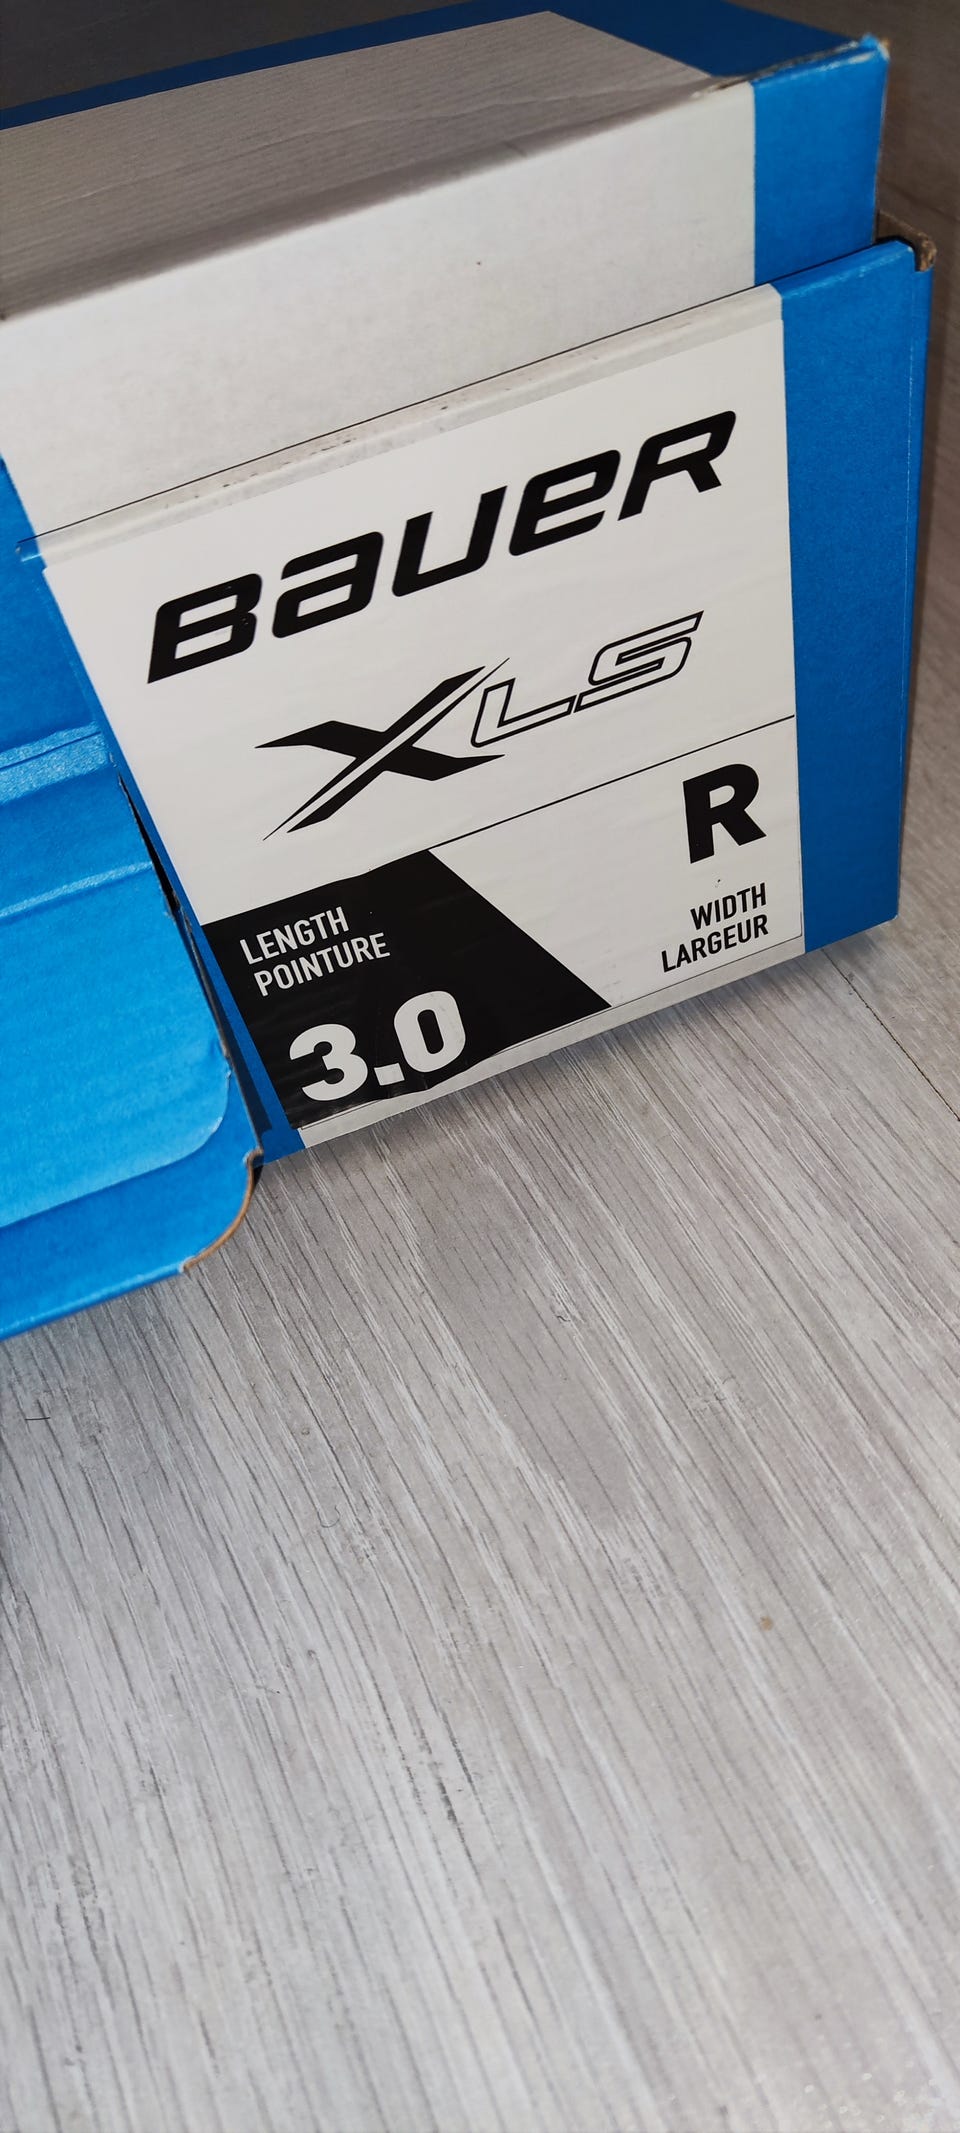 BAUER
XLS
R
WIDTH
LARGEUR
LENGTH
POINTURE
3.0